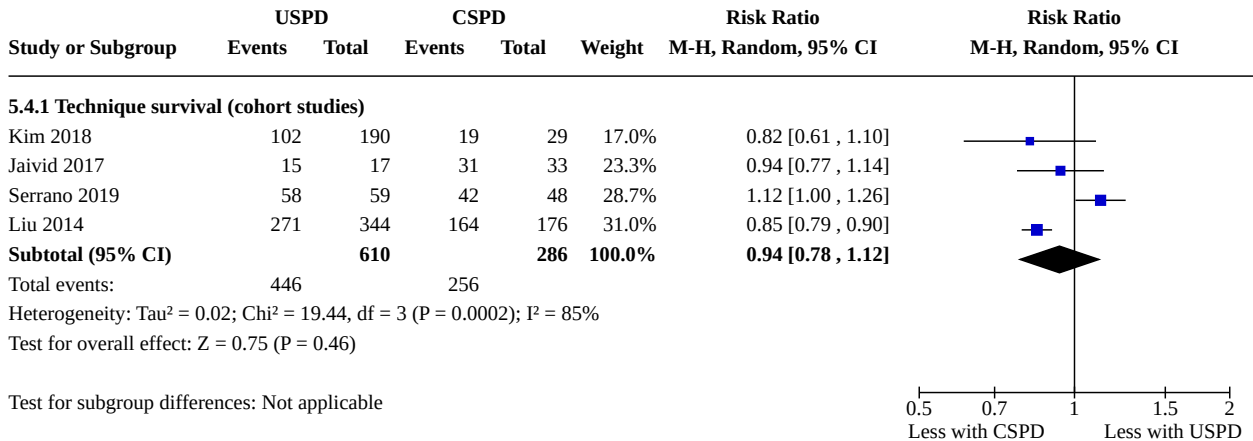 USPD CSPD Risk Ratio Risk Ratio
Study or Subgroup Events Total Events Total Weight M-H, Random, 95% CI M-H, Random, 95% CI
5.4.1 Technique survival (cohort studies)
Kim 2018 102 190 19 29 17.0% 0.82 [0.61 , 1.10]
Jaivid 2017 15 17 31 33 23.3% 0.94 [0.77 , 1.14]
Serrano 2019 58 59 42 48 28.7% 1.12 [1.00 , 1.26]
Liu 2014 271 344 164 176 31.0% 0.85 [0.79 , 0.90]
Subtotal (95% CI) 610 286 100.0% 0.94 [0.78 , 1.12]
Total events: 446 256
Heterogeneity: Tau² = 0.02; Chi² = 19.44, df = 3 (P = 0.0002); I² = 85%
Test for overall effect: Z = 0.75 (P = 0.46)
Test for subgroup differences: Not applicable
0.5 0.7 1 1.5 2
Less with CSPD Less with USPD